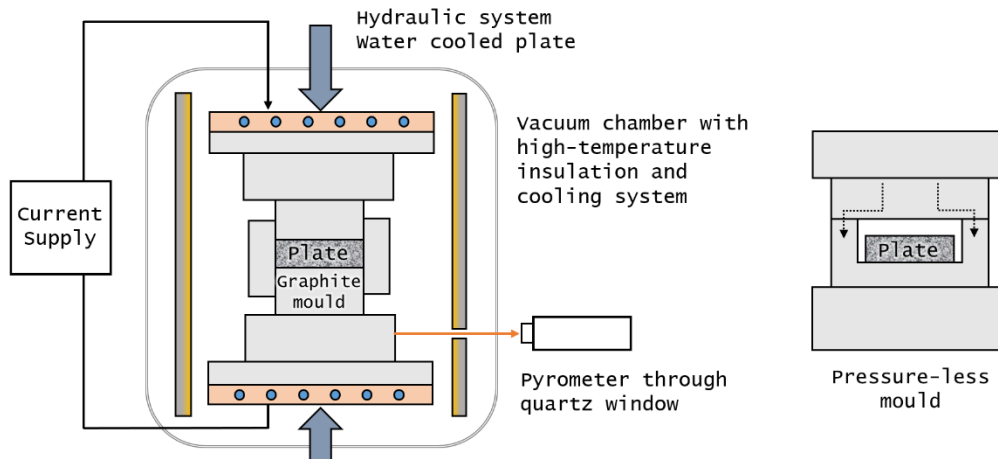 Hydraulic system
Water cooled plate
Vacuum chamber with
high-temperature
insulation and
cooling system
Current
Supply
Plate
Graphite
mould
Plate
Pyrometer through
quartz window
Pressure-less
mould